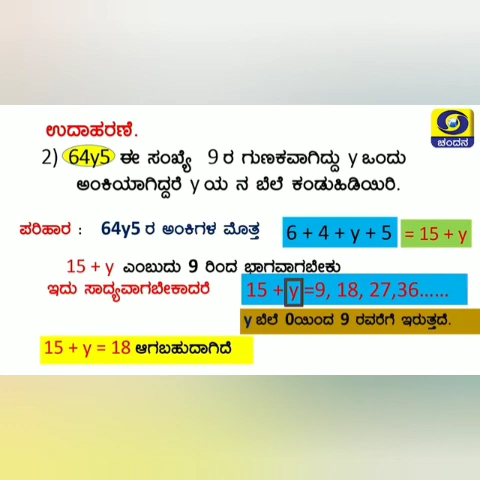 ಉದಾಹರಣೆ.
ಚಂದನ
2) 64y5 ಈ ಸಂಖ್ಯೆ 9 ರ ಗುಣಕವಾಗಿದ್ದು y ಒಂದು
ಅಂಕಿಯಾಗಿದ್ದರೆ y ಯ ನ ಬೆಲೆ ಕಂಡುಹಿಡಿಯಿರಿ.
ಪರಿಹಾರ : 64y5 ರ ಅಂಕಿಗಳ ಮೊತ್ತ 6 + 4 + y + 5 = 15 + y
15 + y ಎಂಬುದು 9 ರಿಂದ ಭಾಗವಾಗಬೇಕು
ಇದು ಸಾದ್ಯವಾಗಬೇಕಾದರೆ 15 + y =9, 18, 27,36......
y ಬೆಲೆ 0ಯಿಂದ 9 ರವರೆಗೆ ಇರುತ್ತದೆ.
15 + y = 18 ಆಗಬಹುದಾಗಿದೆ